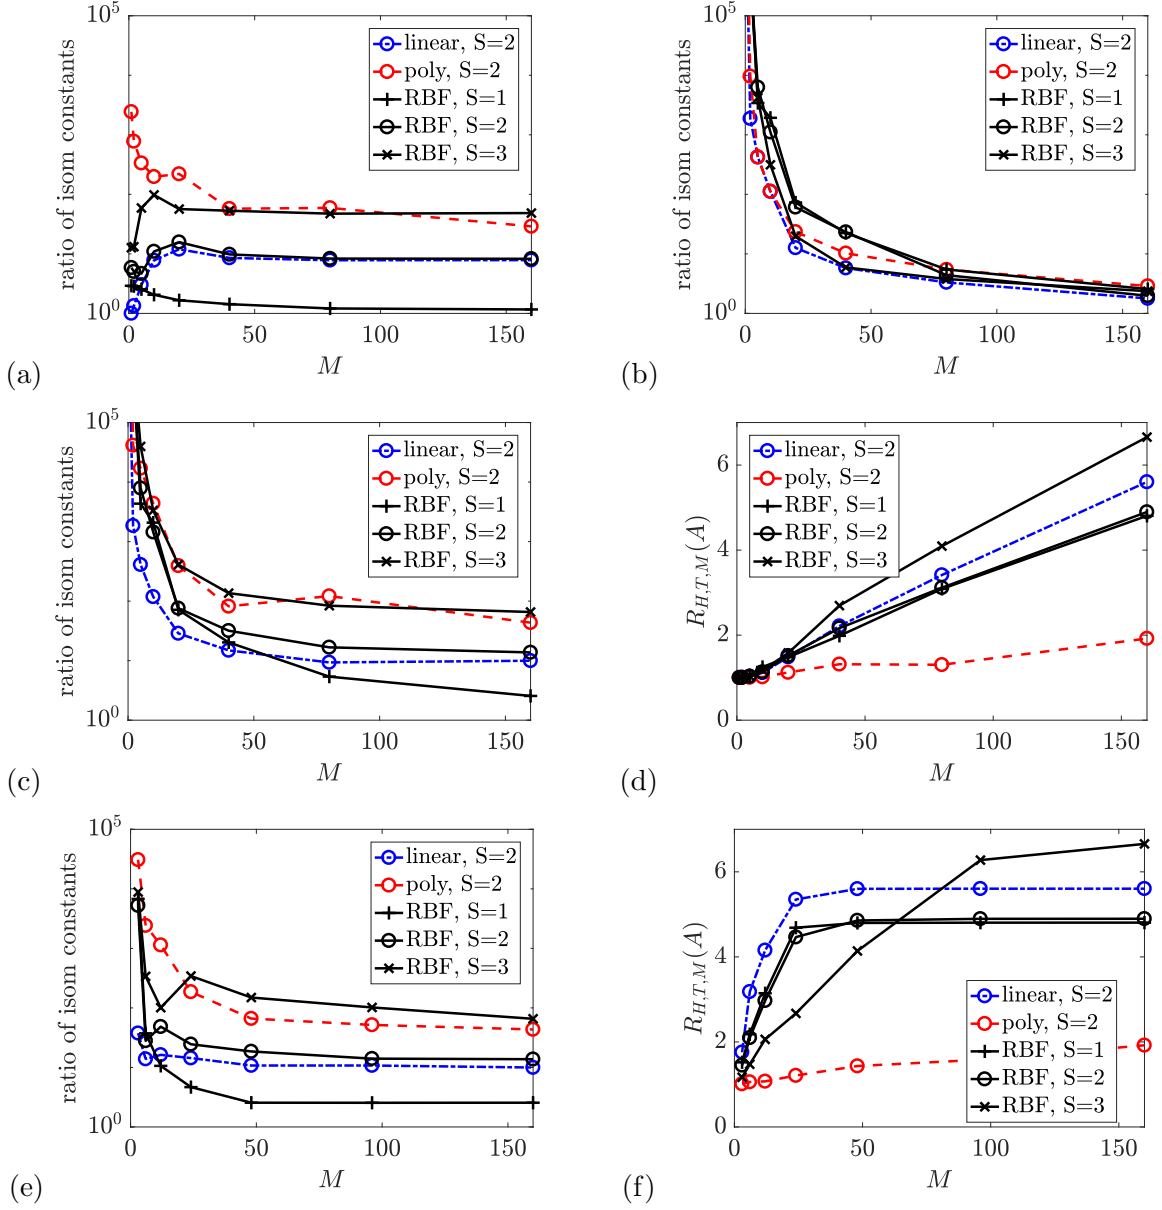 10^5
ratio of isom constants
linear, S=2
poly, S=2
RBF, S=1
RBF, S=2
RBF, S=3
10^0
0 50 100 150
(a) M
10^5
ratio of isom constants
linear, S=2
poly, S=2
RBF, S=1
RBF, S=2
RBF, S=3
10^0
0 50 100 150
(b) M
10^5
ratio of isom constants
linear, S=2
poly, S=2
RBF, S=1
RBF, S=2
RBF, S=3
10^0
0 50 100 150
(c) M
6
4
2
0
R_{H,T,M}(A)
linear, S=2
poly, S=2
RBF, S=1
RBF, S=2
RBF, S=3
0 50 100 150
(d) M
10^5
ratio of isom constants
linear, S=2
poly, S=2
RBF, S=1
RBF, S=2
RBF, S=3
10^0
0 50 100 150
(e) M
6
4
2
0
R_{H,T,M}(A)
linear, S=2
poly, S=2
RBF, S=1
RBF, S=2
RBF, S=3
0 50 100 150
(f) M